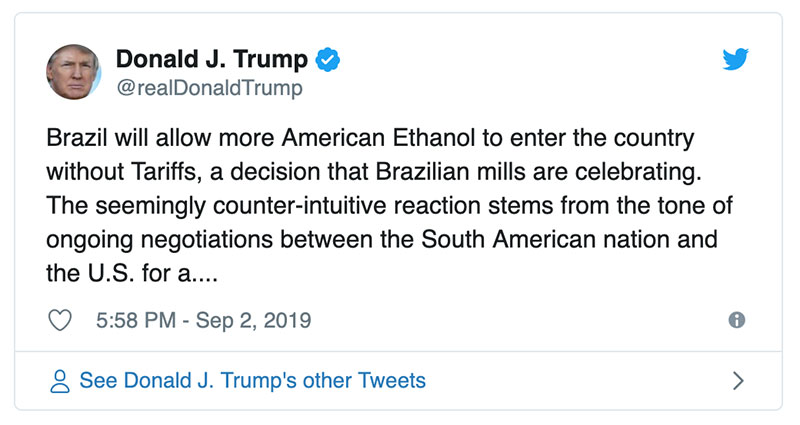 Donald J. Trump
@realDonaldTrump
Brazil will allow more American Ethanol to enter the country
without Tariffs, a decision that Brazilian mills are celebrating.
The seemingly counter-intuitive reaction stems from the tone of
ongoing negotiations between the South American nation and
the U.S. for a....
5:58 PM - Sep 2, 2019
See Donald J. Trump's other Tweets